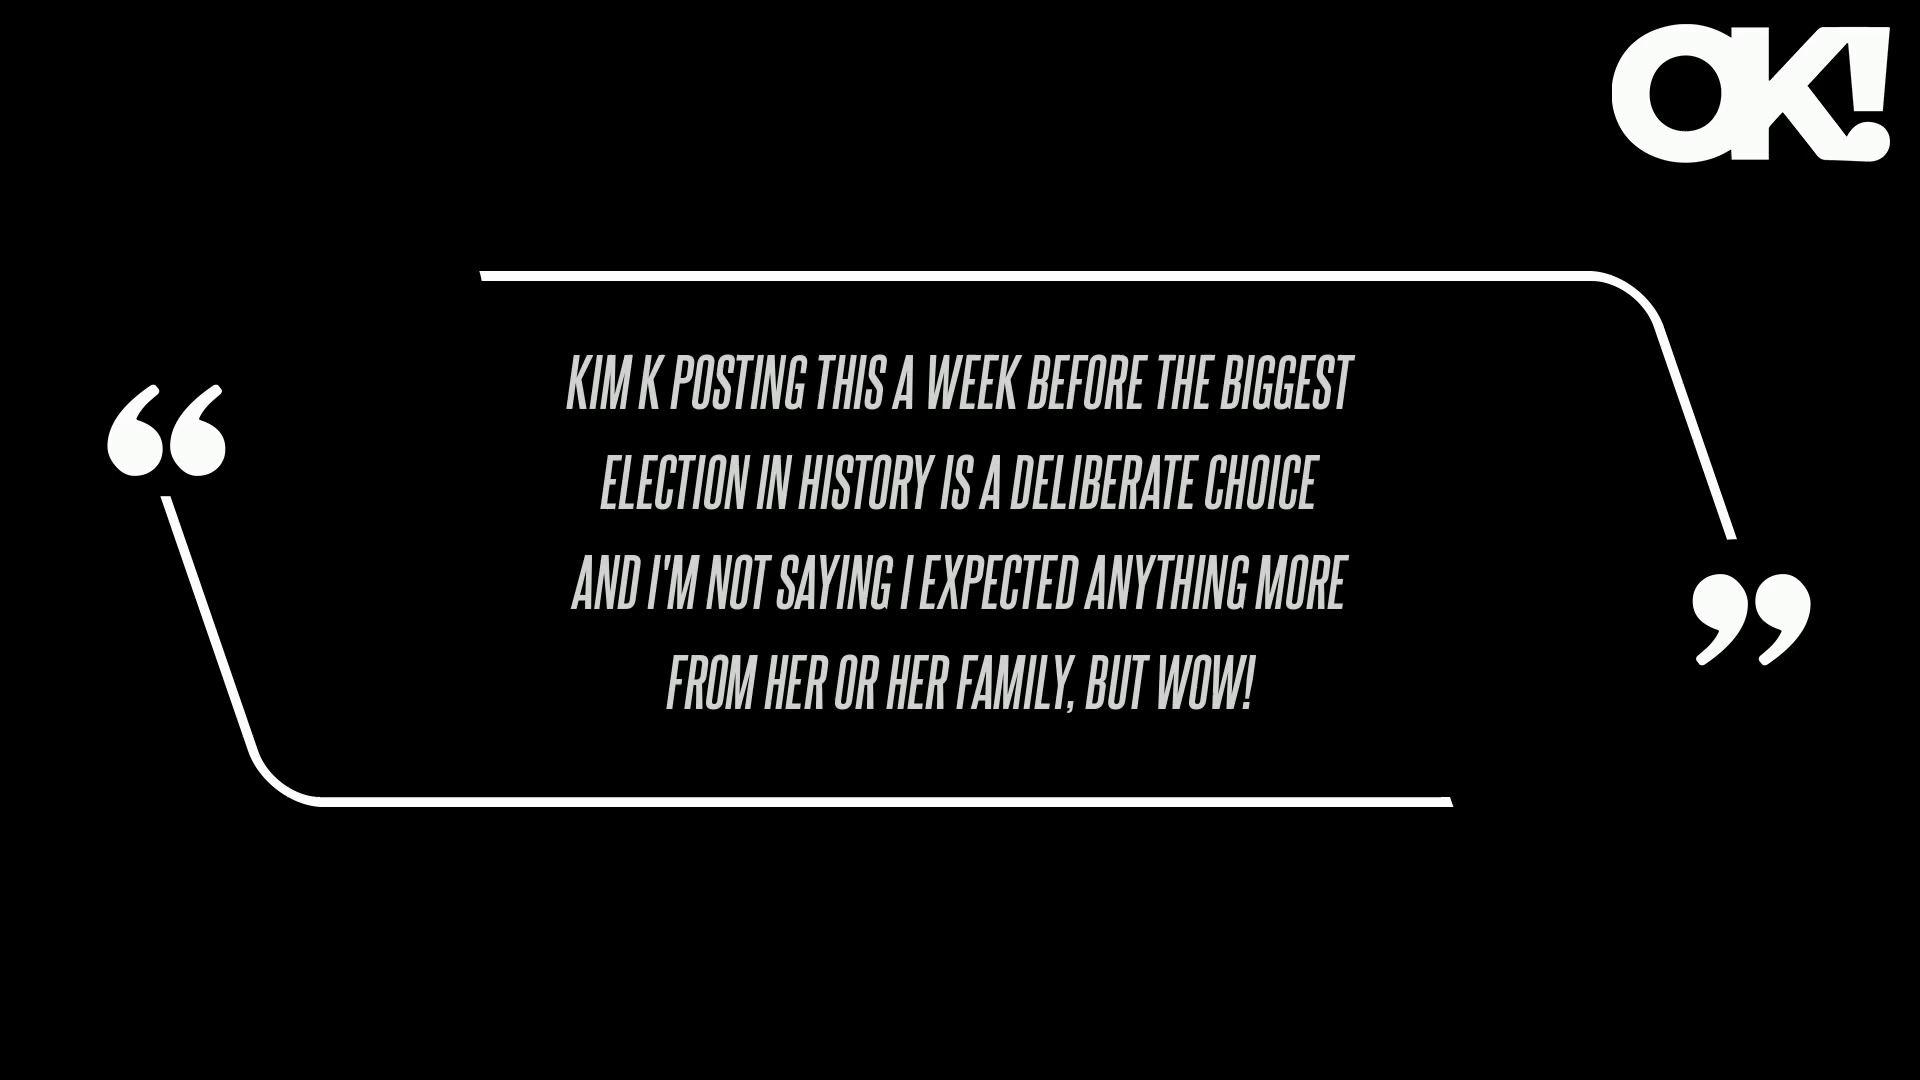 OK!
KIM K POSTING THIS A WEEK BEFORE THE BIGGEST
ELECTION IN HISTORY IS A DELIBERATE CHOICE
AND I'M NOT SAYING I EXPECTED ANYTHING MORE
FROM HER OR HER FAMILY, BUT WOW!